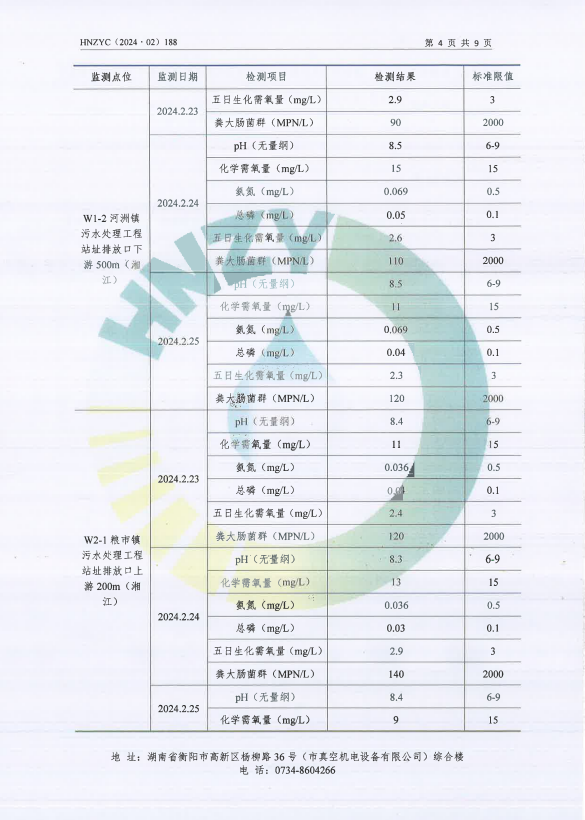 HNZYC（2024·02）188 第 4 页 共 9 页
监测点位 监测日期 检测项目 检测结果 标准限值
W1-2 河洲镇
污水处理工程
站址排放口下
游 500m（湘
江）
2024.2.23
五日生化需氧量（mg/L） 2.9 3
粪大肠菌群（MPN/L） 90 2000
2024.2.24
pH（无量纲） 8.5 6-9
化学需氧量（mg/L） 15 15
氨氮（mg/L） 0.069 0.5
总磷（mg/L） 0.05 0.1
五日生化需氧量（mg/L） 2.6 3
粪大肠菌群（MPN/L） 110 2000
2024.2.25
pH（无量纲） 8.5 6-9
化学需氧量（mg/L） 11 15
氨氮（mg/L） 0.069 0.5
总磷（mg/L） 0.04 0.1
五日生化需氧量（mg/L） 2.3 3
粪大肠菌群（MPN/L） 120 2000
W2-1 粮市镇
污水处理工程
站址排放口上
游 200m（湘
江）
2024.2.23
pH（无量纲） 8.4 6-9
化学需氧量（mg/L） 11 15
氨氮（mg/L） 0.036 0.5
总磷（mg/L） 0.1
五日生化需氧量（mg/L） 2.4 3
粪大肠菌群（MPN/L） 120 2000
2024.2.24
pH（无量纲） 8.3 6-9
化学需氧量（mg/L） 13 15
氨氮（mg/L） 0.036 0.5
总磷（mg/L） 0.03 0.1
五日生化需氧量（mg/L） 2.9 3
粪大肠菌群（MPN/L） 140 2000
2024.2.25
pH（无量纲） 8.4 6-9
化学需氧量（mg/L） 9 15
HNZY
地 址：湖南省衡阳市高新区杨柳路 36 号（市真空机电设备有限公司）综合楼
电 话：0734-8604266